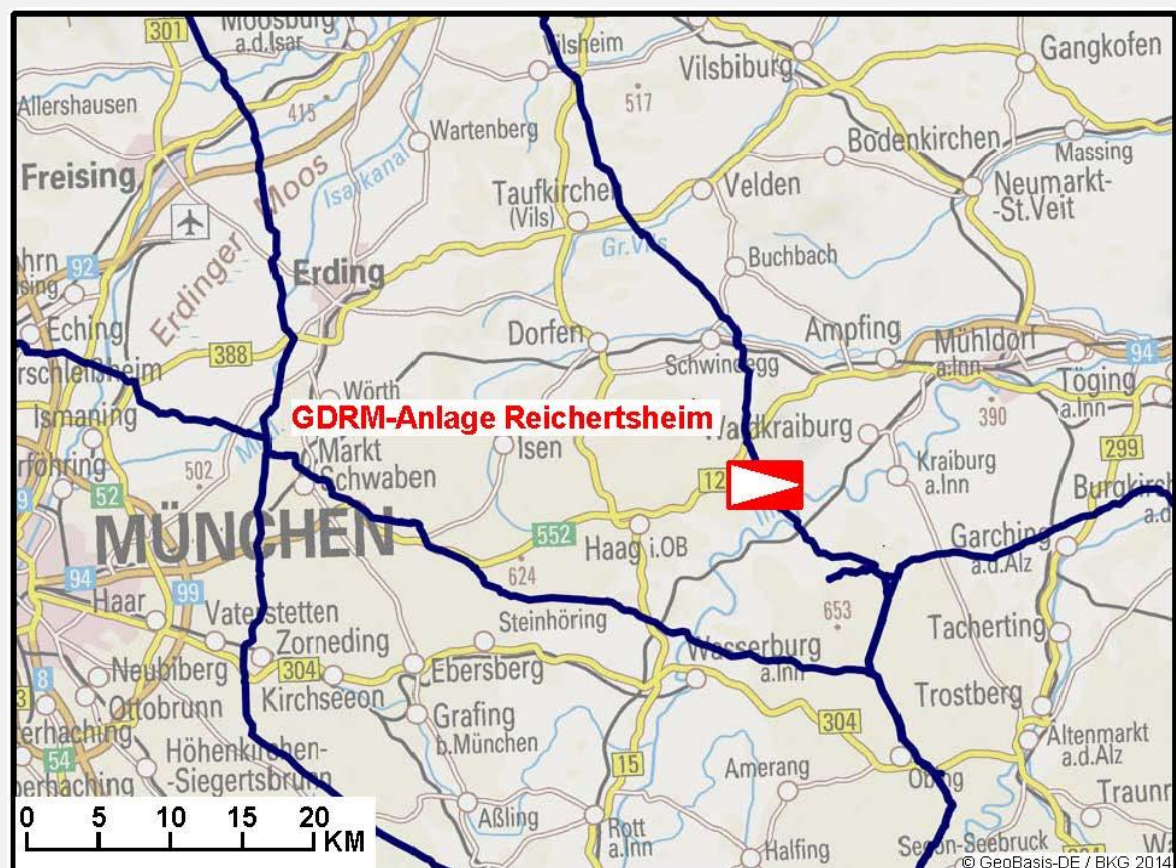 301
Moosburg
a.d.Isar
Vilsheim
Vilsbiburg
Gangkofen
517
Allershausen
415
Wartenberg
Bodenkirchen
Massing
Freising
Moos
Isarkanal
Taufkirchen
(Vils)
Velden
Neumarkt-
-St.Veit
Gr.Vils
Buchbach
92
Erdinger
Erding
Eching
388
Dorfen
Ampfing
Schwindegg
Mühldorf
a.Inn
94
Töging
a.Inn
Ismaning
Wörth
GDRM-Anlage Reichertsheim
Waldkraiburg
390
Markt
Schwaben
Isen
502
Kraiburg
a.Inn
299
52
12
MÜNCHEN
552
Haag i.OB
Garching
a.d.Alz
94
99
624
Haar
Vaterstetten
Steinhöring
653
Tacherting
Zorneding
Wasserburg
a.Inn
Neubiberg
304
Ebersberg
Kirchseeon
8
Ottobrunn
Trostberg
Grafing
b.München
304
54
Höhenkirchen-
-Siegertsbrunn
15
Altenmarkt
a.d.Alz
Amerang
Obing
0 5 10 15 20
KM
Aßling
Rott
a.Inn
Halfing
Seeon-Seebruck
304
© GeoBasis-DE / BKG 2014